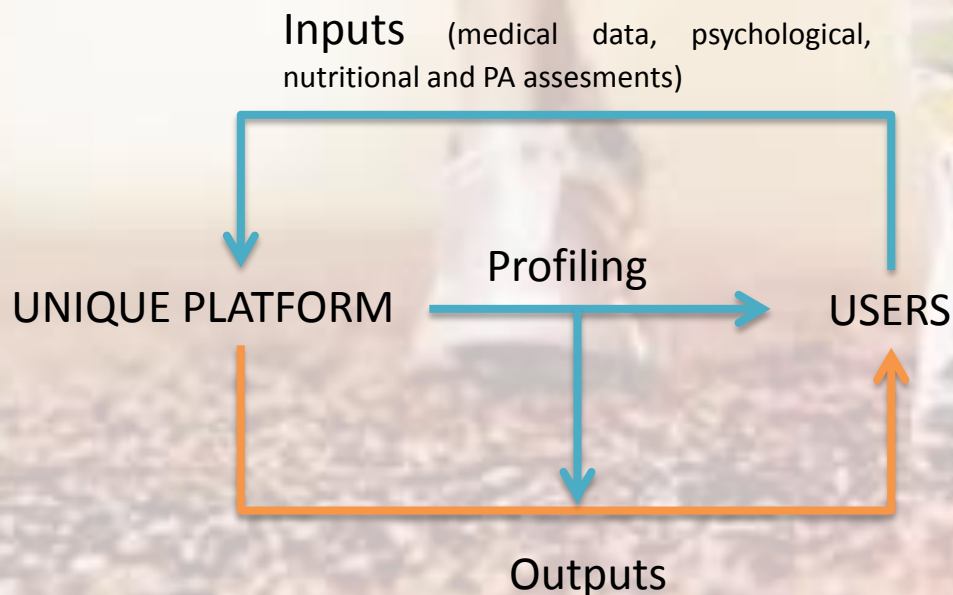 Inputs (medical data, psychological,
nutritional and PA assesments)
Profiling
UNIQUE PLATFORM
USERS
Outputs